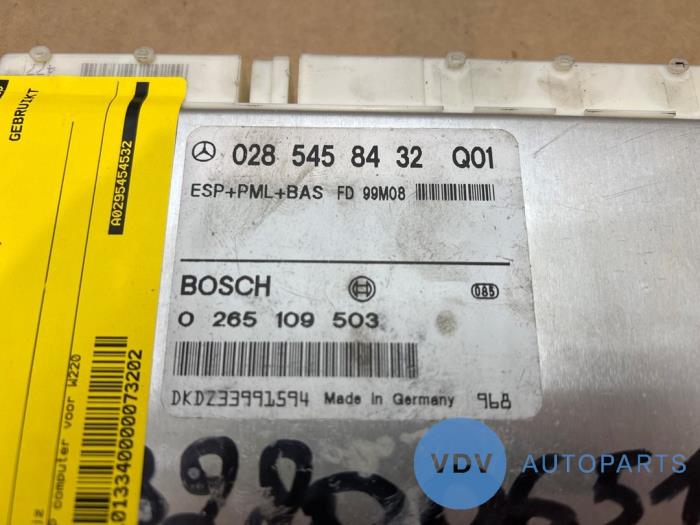 028 545 84 32 Q01
ESP+PML+BAS FD 99M08
BOSCH
085
0 265 109 503
DKDZ33991594 Made in Germany 968
GEBRUIKT
A0295454532
computer voor W220
013340000073202
VDV AUTOPARTS